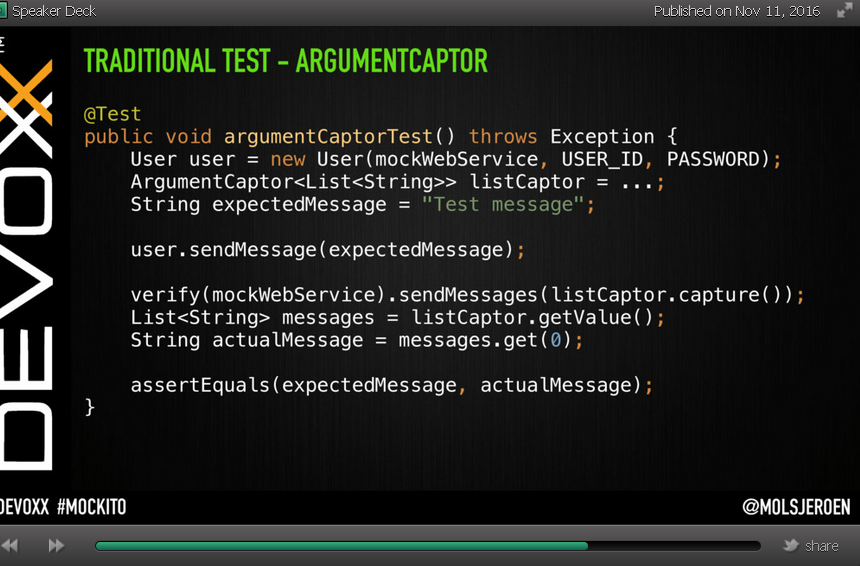 Speaker Deck
Published on Nov 11, 2016
TRADITIONAL TEST - ARGUMENTCAPTOR
@Test
public void argumentCaptorTest() throws Exception {
User user = new User(mockWebService, USER_ID, PASSWORD);
ArgumentCaptor<List<String>> listCaptor = ...;
String expectedMessage = "Test message";
user.sendMessage(expectedMessage);
verify(mockWebService).sendMessages(listCaptor.capture());
List<String> messages = listCaptor.getValue();
String actualMessage = messages.get(0);
assertEquals(expectedMessage, actualMessage);
}
DEVOXX
DEVOXX #MOCKITO
@MOLSJEROEN
share